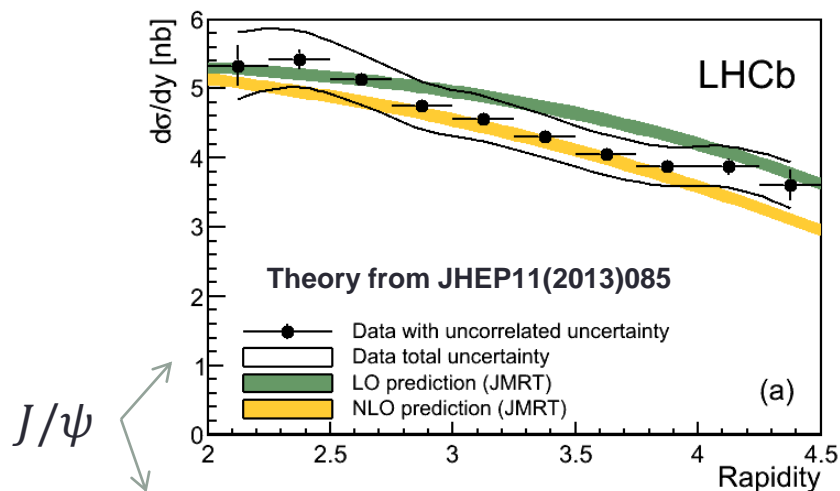 6
dσ/dy [nb]
LHCb
5
4
3
2
Theory from JHEP11(2013)085
Data with uncorrelated uncertainty
Data total uncertainty
1
LO prediction (JMRT)
NLO prediction (JMRT)
(a)
J/ψ
0
2 2.5 3 3.5 4 4.5
Rapidity